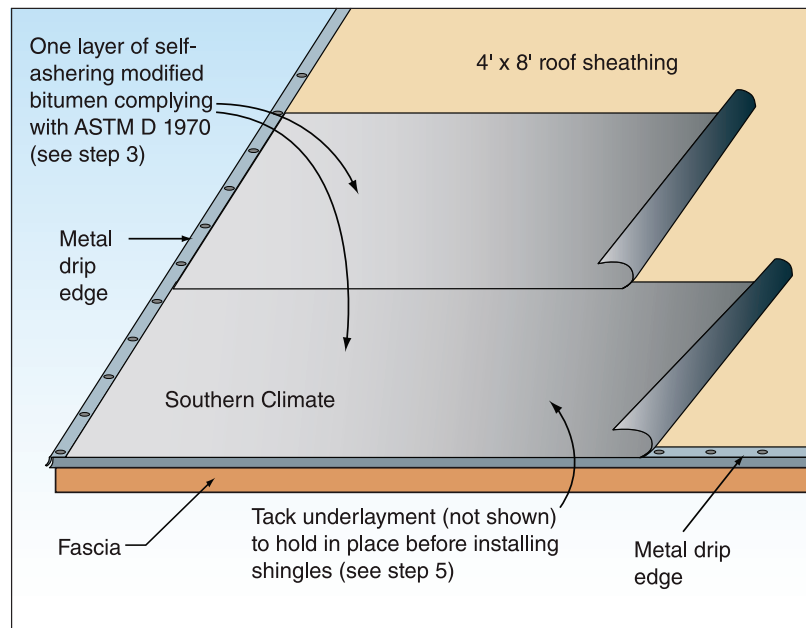 One layer of self-
ashering modified
bitumen complying
with ASTM D 1970
(see step 3)
4' x 8' roof sheathing
Metal
drip
edge
Southern Climate
Fascia
Tack underlayment (not shown)
to hold in place before installing
shingles (see step 5)
Metal drip
edge